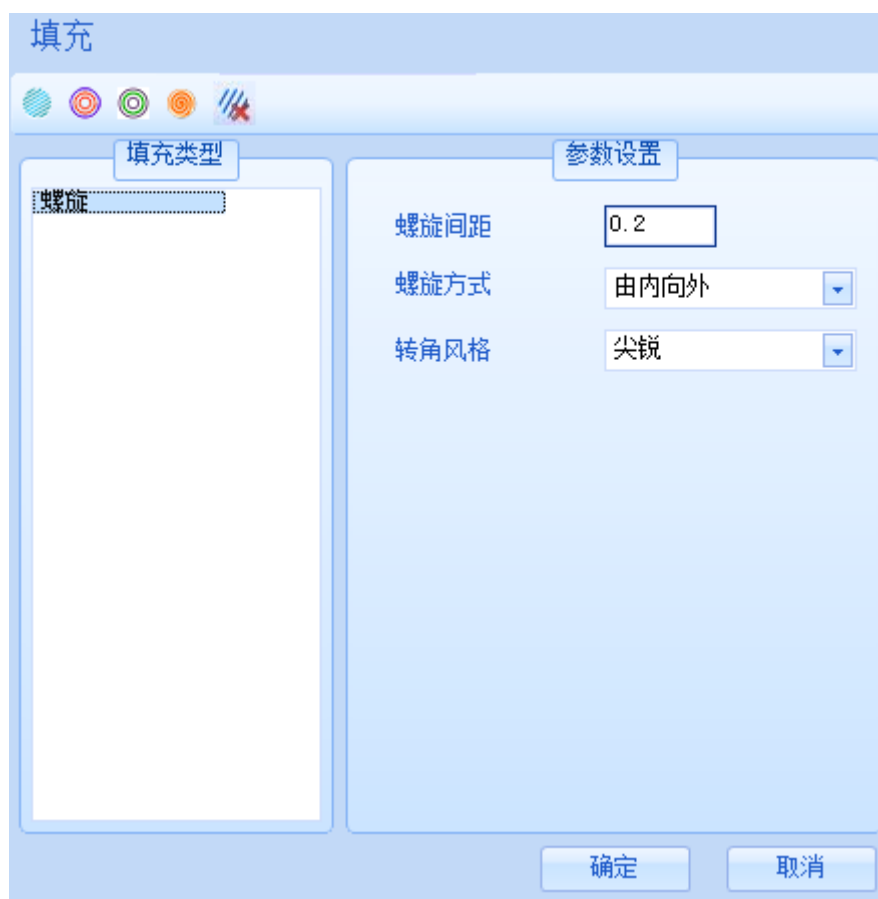 填充
填充类型
参数设置
螺旋
螺旋间距 0.2
螺旋方式 由内向外
转角风格 尖锐
确定 取消